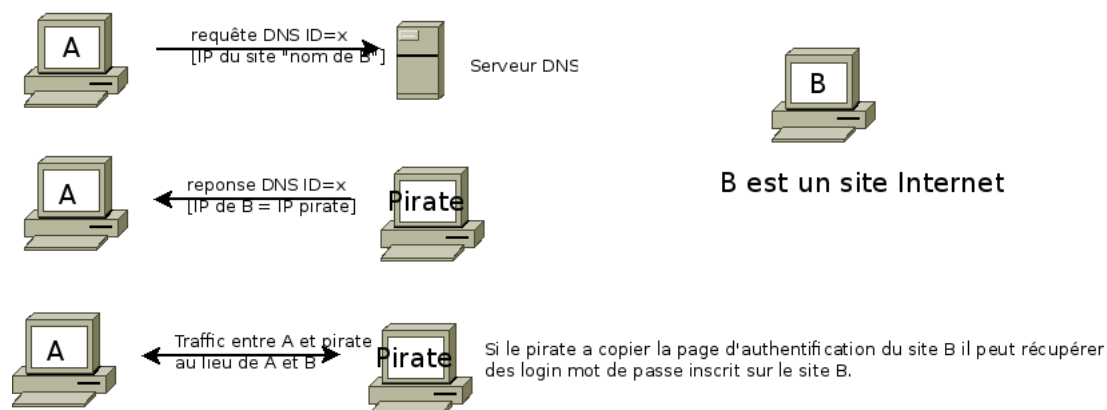 A
requête DNS ID=x
[IP du site "nom de B"]
Serveur DNS
B
B est un site Internet
A
reponse DNS ID=x
[IP de B = IP pirate]
Pirate
A
Traffic entre A et pirate
au lieu de A et B
Pirate
Si le pirate a copier la page d'authentification du site B il peut récupérer
des login mot de passe inscrit sur le site B.